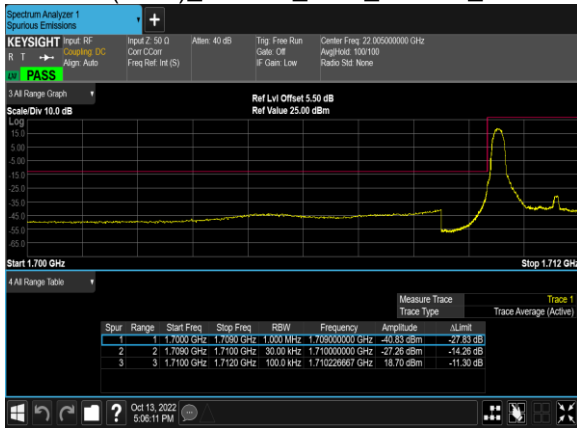 Spectrum Analyzer 1
Spurious Emissions
+
KEYSIGHT Input: RF Input Z: 50 Ω Atten: 40 dB Trig: Free Run Center Freq: 22.005000000 GHz
R T Coupling: DC Corr CCorr Gate: Off Avg|Hold: 100/100
Align: Auto Freq Ref: Int (S) IF Gain: Low Radio Std: None
PASS
3 All Range Graph
Ref Lvl Offset 5.50 dB
Scale/Div 10.0 dB Ref Value 25.00 dBm
Log
15.0
5.00
-5.00
-15.0
-25.0
-35.0
-45.0
-55.0
-65.0
Start 1.700 GHz Stop 1.712 GHz
4 All Range Table
Measure Trace Trace 1
Trace Type Trace Average (Active)
Spur Range Start Freq Stop Freq RBW Frequency Amplitude ΔLimit
1 1 1.7000 GHz 1.7090 GHz 1.000 MHz 1.709000000 GHz -40.83 dBm -27.83 dB
2 2 1.7090 GHz 1.7100 GHz 30.00 kHz 1.710000000 GHz -27.26 dBm -14.26 dB
3 3 1.7100 GHz 1.7120 GHz 100.0 kHz 1.710226667 GHz 18.70 dBm -11.30 dB
?
Oct 13, 2022
5:06:11 PM